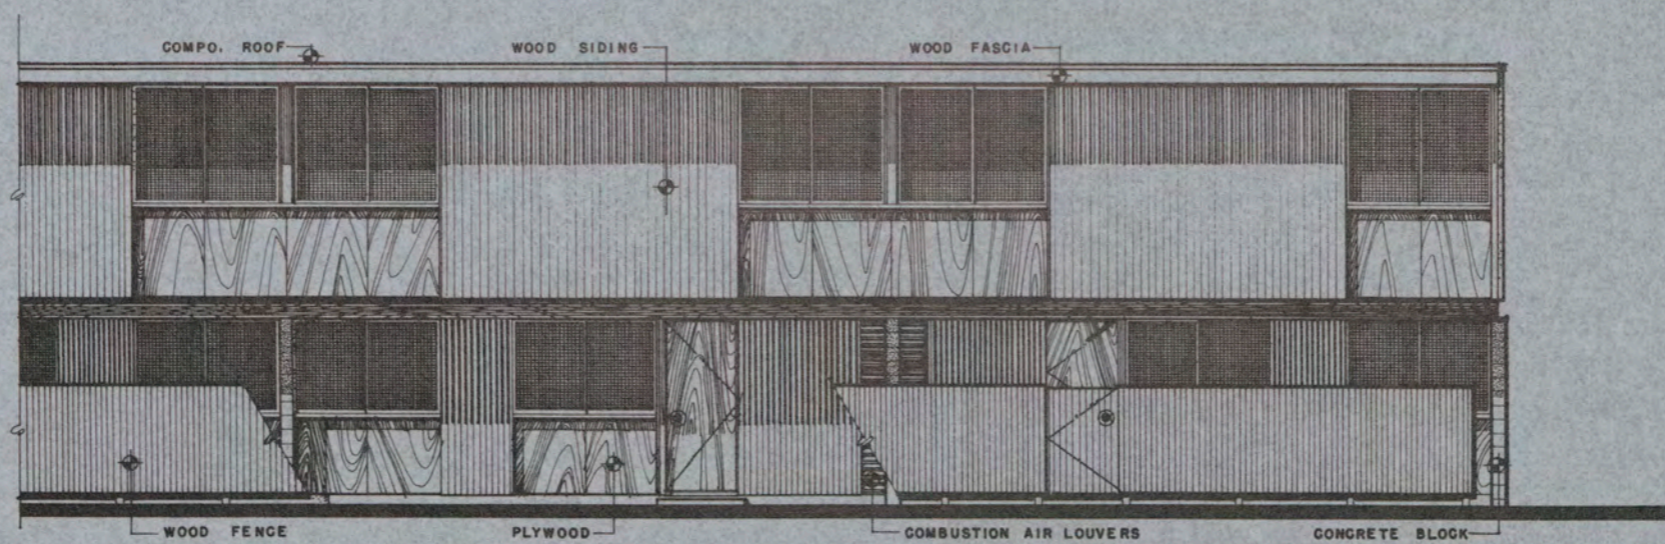 COMPO. ROOF
WOOD SIDING
WOOD FASCIA
WOOD FENCE
PLYWOOD
COMBUSTION AIR LOUVERS
CONCRETE BLOCK